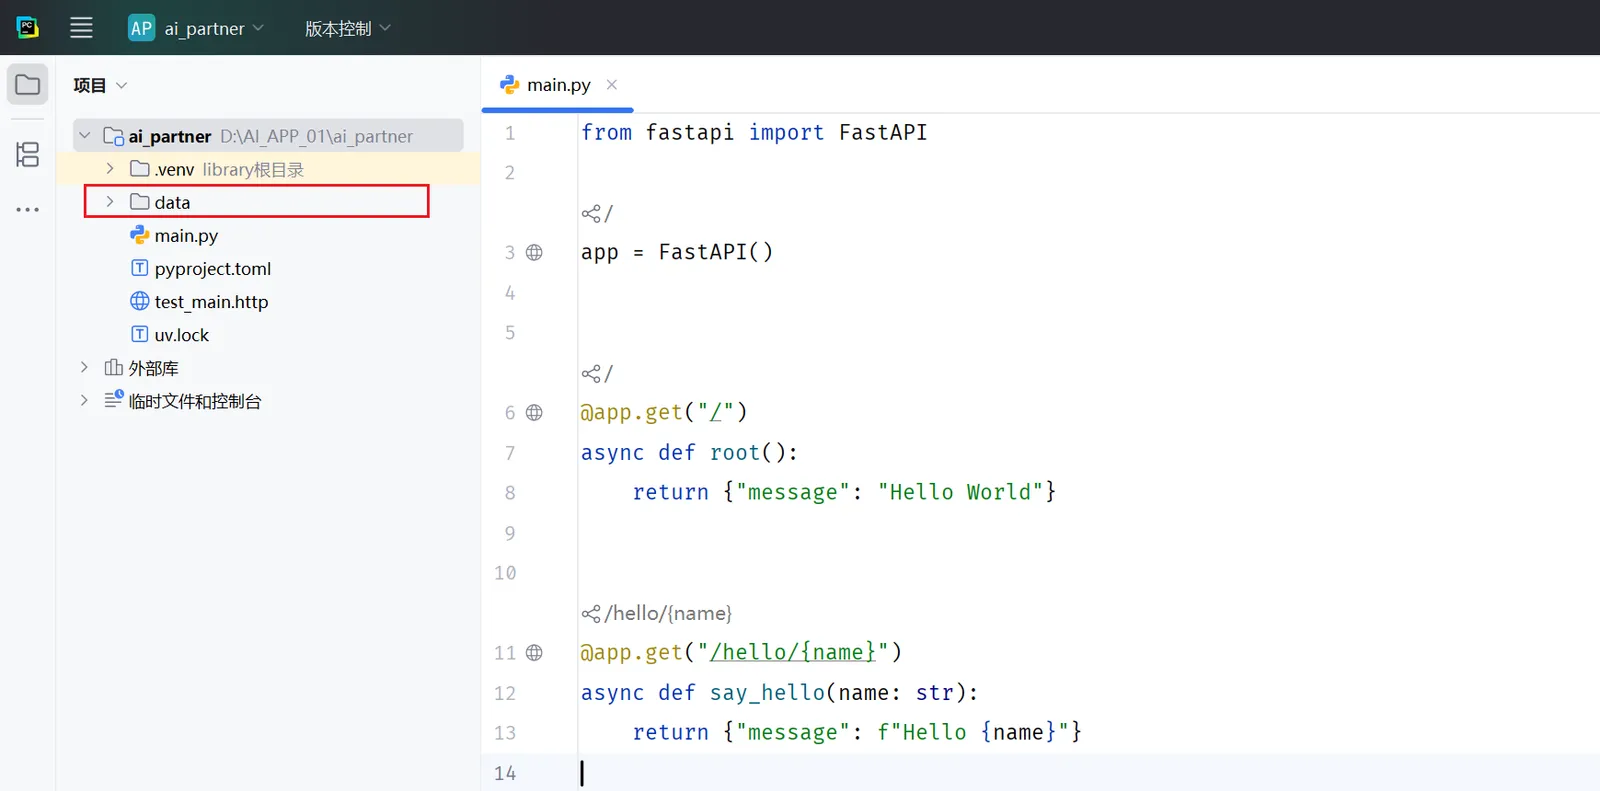 PC
AP ai_partner 版本控制
项目
main.py
ai_partner D:\AI_APP_01\ai_partner
.venv library根目录
data
main.py
pyproject.toml
test_main.http
uv.lock
外部库
临时文件和控制台
1 from fastapi import FastAPI
2
/
3 app = FastAPI()
4
5
/
6 @app.get("/")
7 async def root():
8     return {"message": "Hello World"}
9
10
/hello/{name}
11 @app.get("/hello/{name}")
12 async def say_hello(name: str):
13     return {"message": f"Hello {name}"}
14